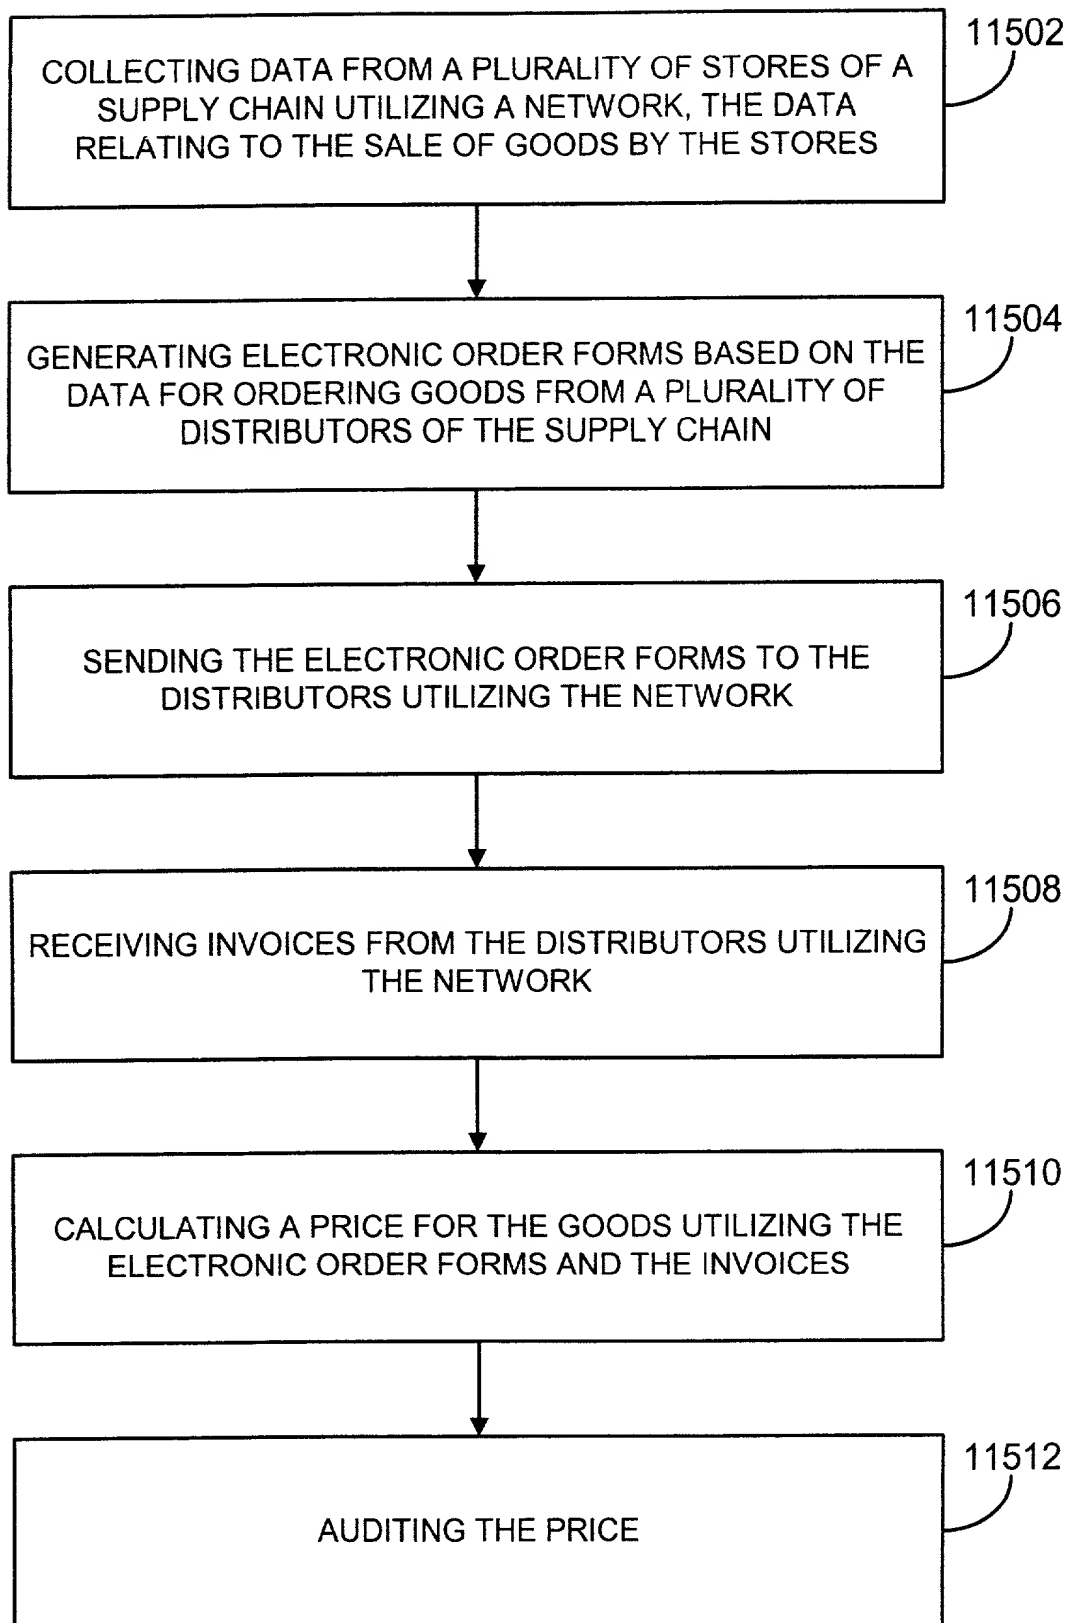 11502
COLLECTING DATA FROM A PLURALITY OF STORES OF A
SUPPLY CHAIN UTILIZING A NETWORK, THE DATA
RELATING TO THE SALE OF GOODS BY THE STORES
11504
GENERATING ELECTRONIC ORDER FORMS BASED ON THE
DATA FOR ORDERING GOODS FROM A PLURALITY OF
DISTRIBUTORS OF THE SUPPLY CHAIN
11506
SENDING THE ELECTRONIC ORDER FORMS TO THE
DISTRIBUTORS UTILIZING THE NETWORK
11508
RECEIVING INVOICES FROM THE DISTRIBUTORS UTILIZING
THE NETWORK
11510
CALCULATING A PRICE FOR THE GOODS UTILIZING THE
ELECTRONIC ORDER FORMS AND THE INVOICES
11512
AUDITING THE PRICE